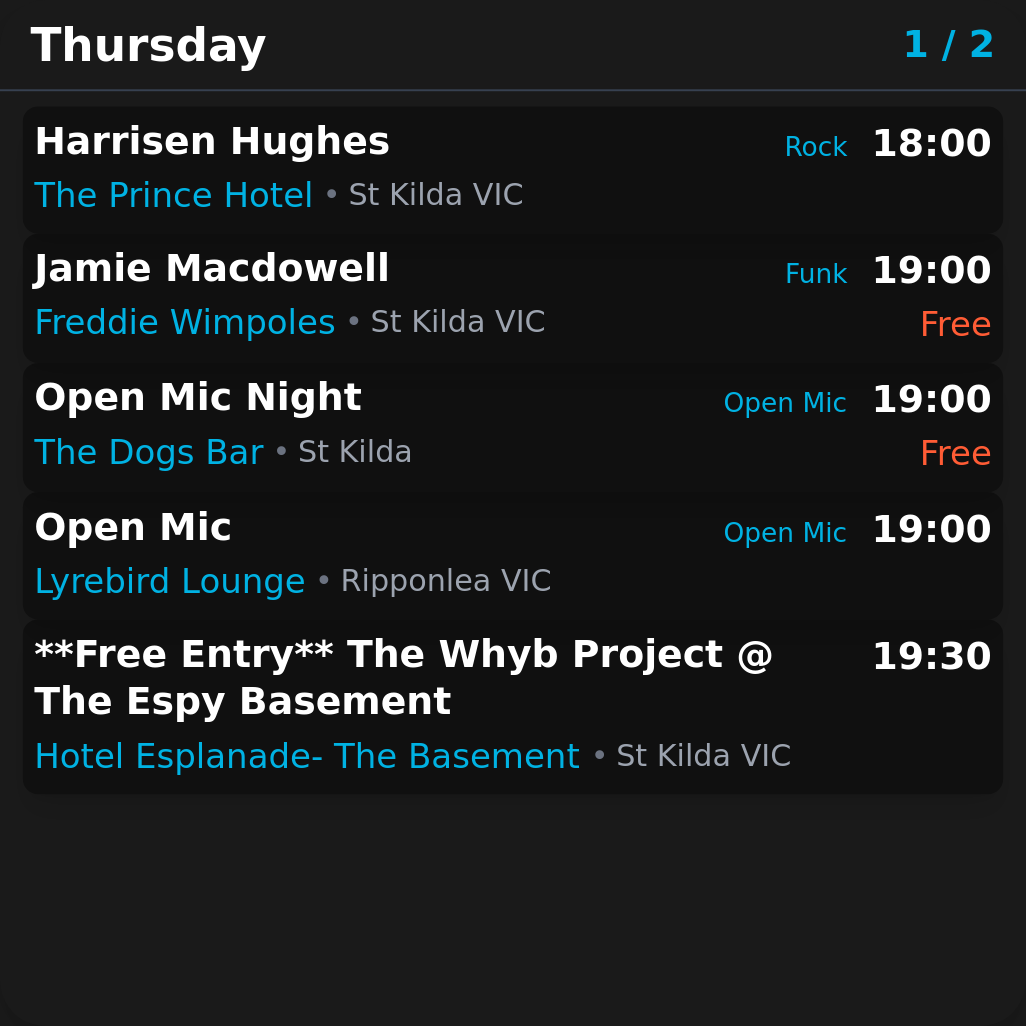 Thursday 1 / 2
Harrisen Hughes Rock 18:00
The Prince Hotel • St Kilda VIC
Jamie Macdowell Funk 19:00
Freddie Wimpoles • St Kilda VIC Free
Open Mic Night Open Mic 19:00
The Dogs Bar • St Kilda Free
Open Mic Open Mic 19:00
Lyrebird Lounge • Ripponlea VIC
**Free Entry** The Whyb Project @ 19:30
The Espy Basement
Hotel Esplanade- The Basement • St Kilda VIC